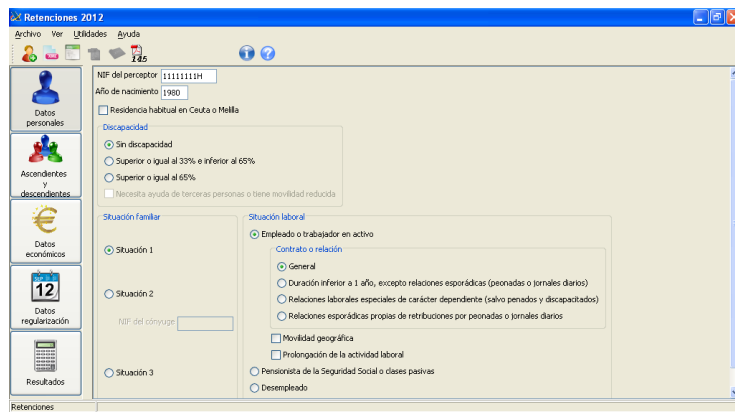 Retenciones 2012
Archivo Ver Utilidades Ayuda
145
NIF del perceptor 11111111H
Año de nacimiento 1980
Residencia habitual en Ceuta o Melilla
Discapacidad
Sin discapacidad
Superior o igual al 33% e inferior al 65%
Superior o igual al 65%
Necesita ayuda de terceras personas o tiene movilidad reducida
Datos
personales
Ascendientes
y
descendientes
Datos
económicos
12
Datos
regularización
Resultados
Situación familiar
Situación 1
Situación 2
NIF del cónyuge
Situación 3
Situación laboral
Empleado o trabajador en activo
Contrato o relación
General
Duración inferior a 1 año, excepto relaciones esporádicas (peonadas o jornales diarios)
Relaciones laborales especiales de carácter dependiente (salvo penados y discapacitados)
Relaciones esporádicas propias de retribuciones por peonadas o jornales diarios
Movilidad geográfica
Prolongación de la actividad laboral
Pensionista de la Seguridad Social o clases pasivas
Desempleado
Retenciones